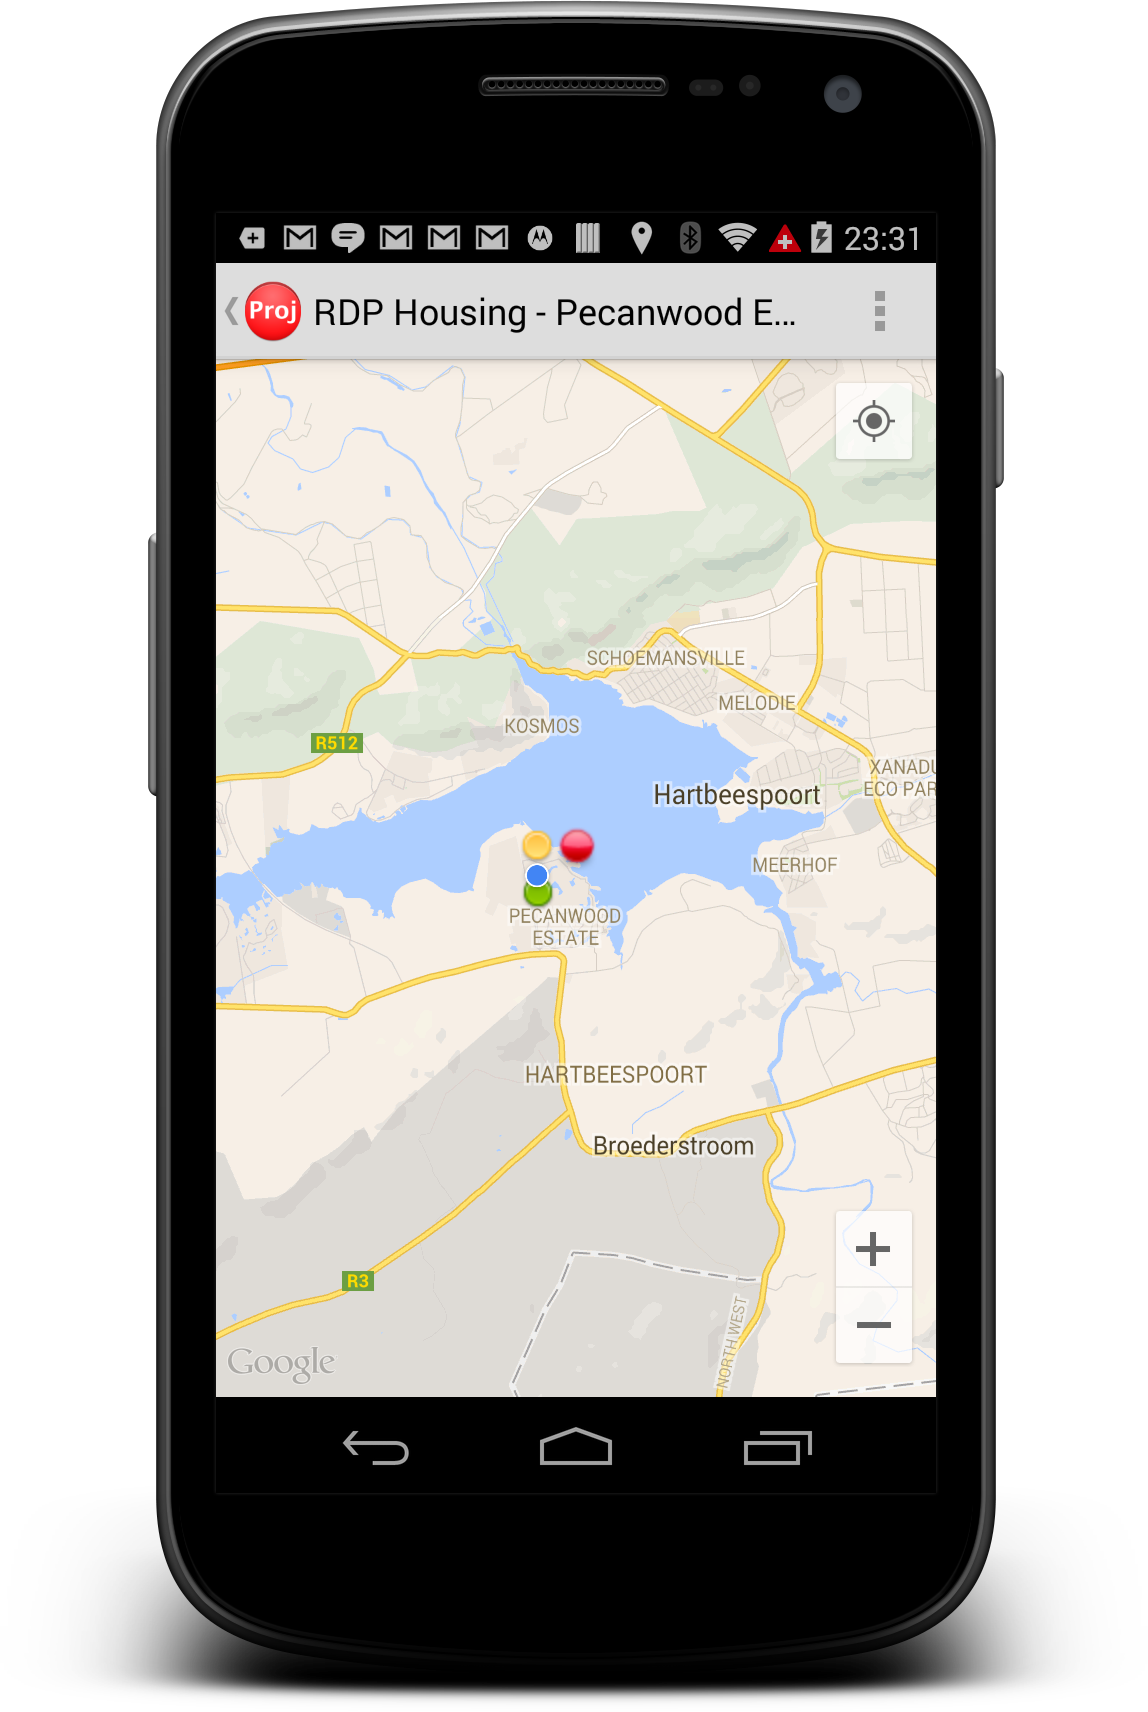 23:31
Proj RDP Housing - Pecanwood E...
SCHOEMANSVILLE
MELODIE
KOSMOS
R512
XANADU
ECO PAR
Hartbeespoort
MEERHOF
PECANWOOD
ESTATE
HARTBEESPOORT
Broederstroom
R3
NORTH WEST
Google